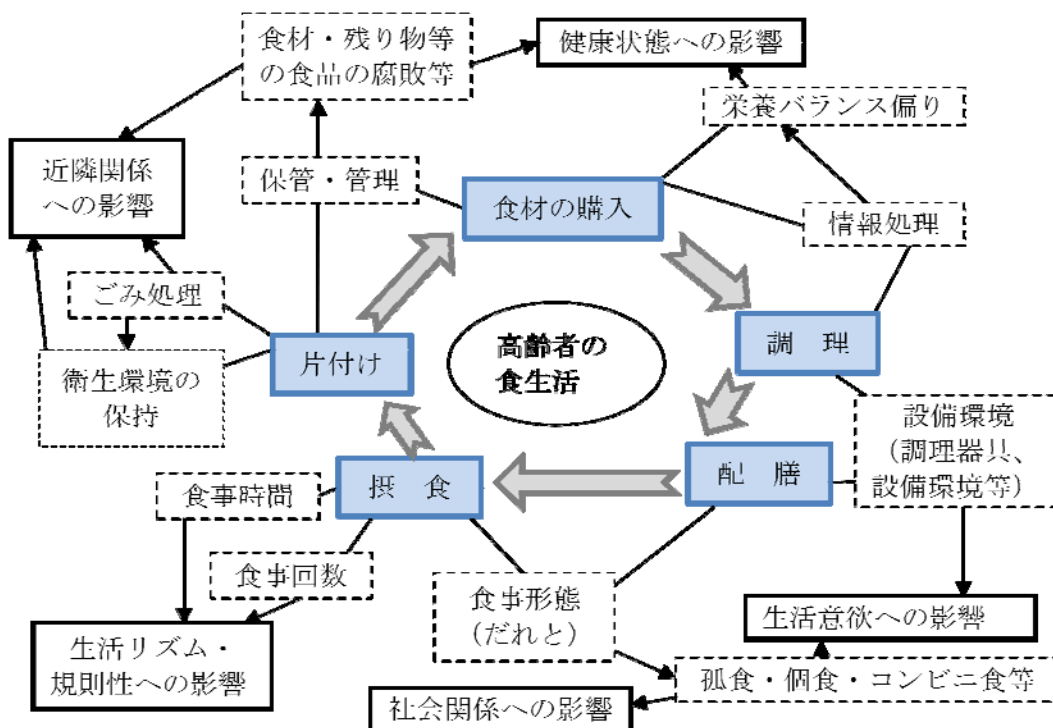 食材・残り物等
の食品の腐敗等
健康状態への影響
栄養バランス偏り
近隣関係
への影響
保管・管理
食材の購入
情報処理
ごみ処理
片付け
高齢者の
食生活
調 理
衛生環境の
保持
設備環境
(調理器具、
設備環境等)
食事時間
摂 食
配 膳
食事回数
食事形態
(だれと)
生活意欲への影響
生活リズム・
規則性への影響
孤食・個食・コンビニ食等
社会関係への影響